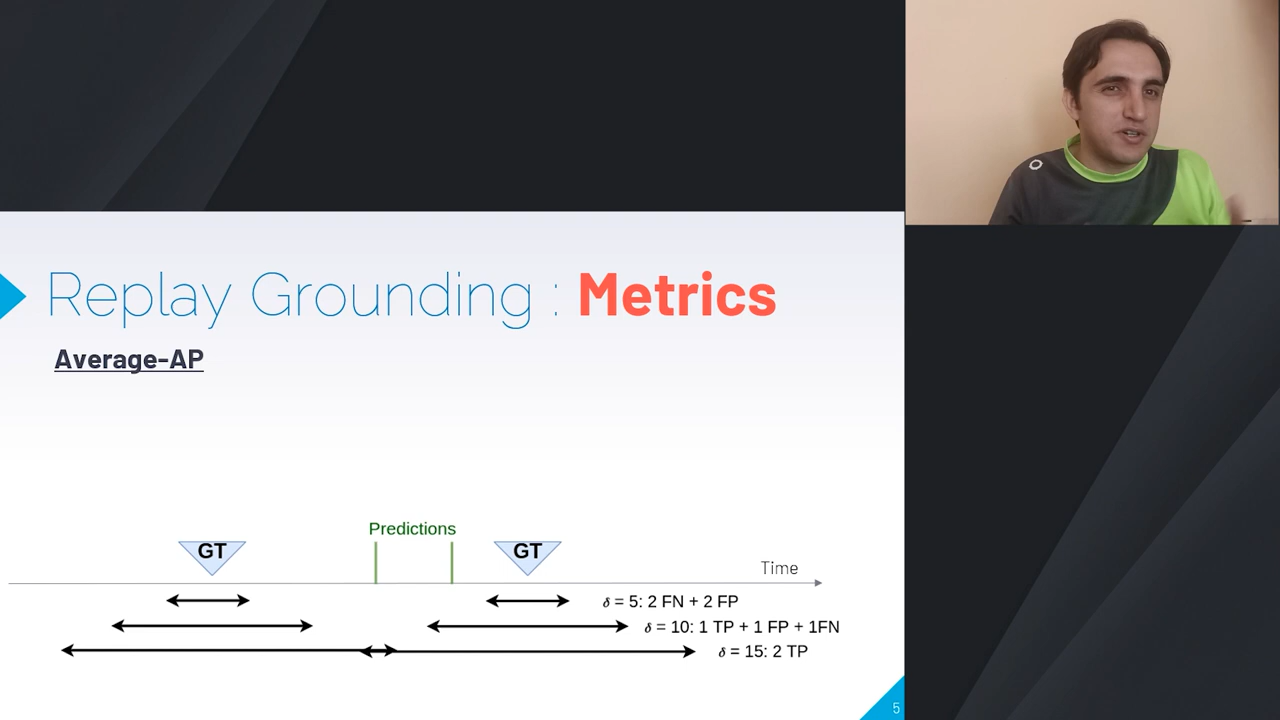 Replay Grounding : Metrics
Average-AP
Predictions
GT
GT
Time
δ = 5: 2 FN + 2 FP
δ = 10: 1 TP + 1 FP + 1FN
δ = 15: 2 TP
5